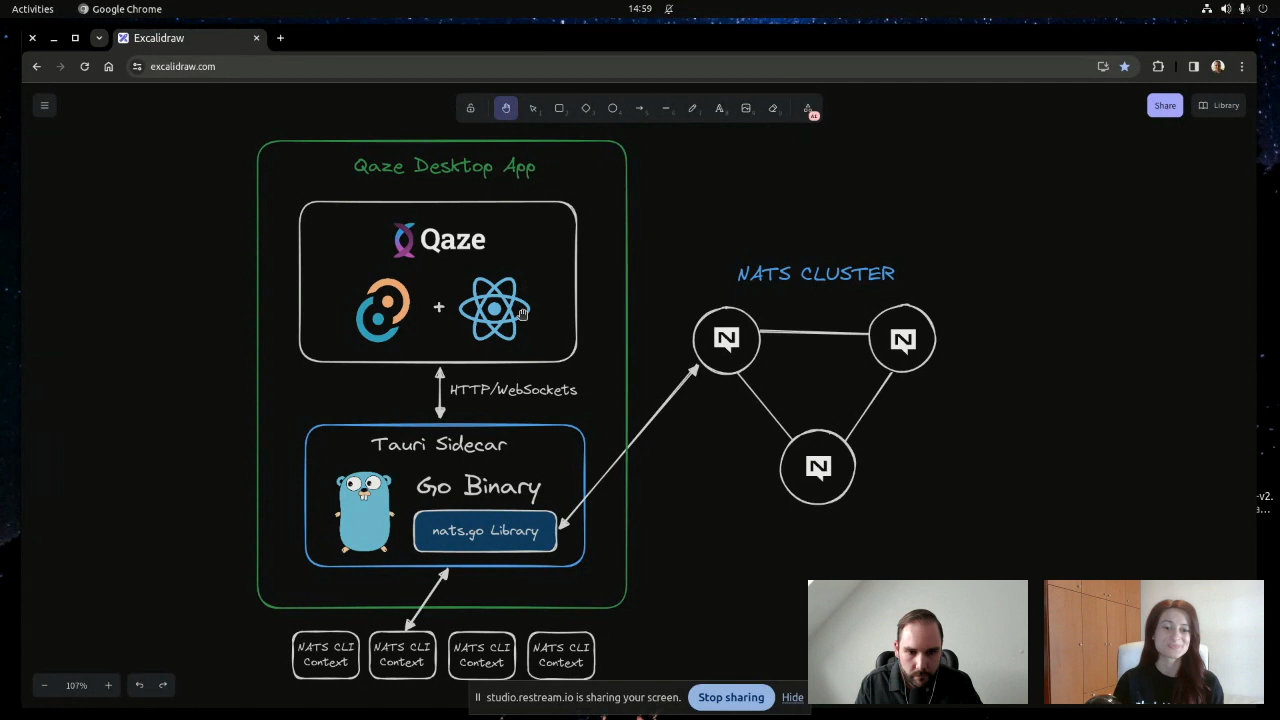 Activities
Google Chrome
14:59
Excalidraw
excalidraw.com
Share
Library
AI
Qaze Desktop App
Qaze
+
HTTP/WebSockets
Tauri Sidecar
Go Binary
nats.go Library
NATS CLUSTER
N
N
N
NATS CLI
Context
NATS CLI
Context
NATS CLI
Context
NATS CLI
Context
107%
studio.restream.io is sharing your screen.
Stop sharing
Hide
-v2.